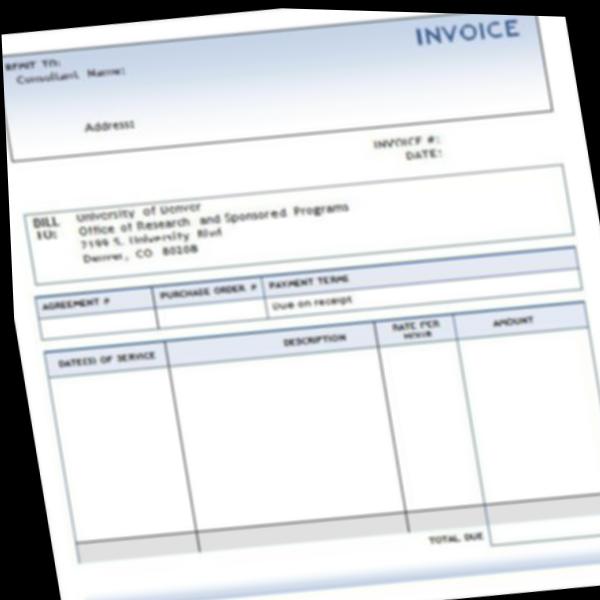 INVOICE
REMIT TO:
Consultant Name:
Address:
INVOICE #:
DATE:
BILL TO:
University of Denver
Office of Research and Sponsored Programs
2199 S. University Blvd
Denver, CO 80208
AGREEMENT # PURCHASE ORDER # PAYMENT TERMS
Due on receipt
DATE(S) OF SERVICE DESCRIPTION RATE PER HOUR AMOUNT
TOTAL DUE